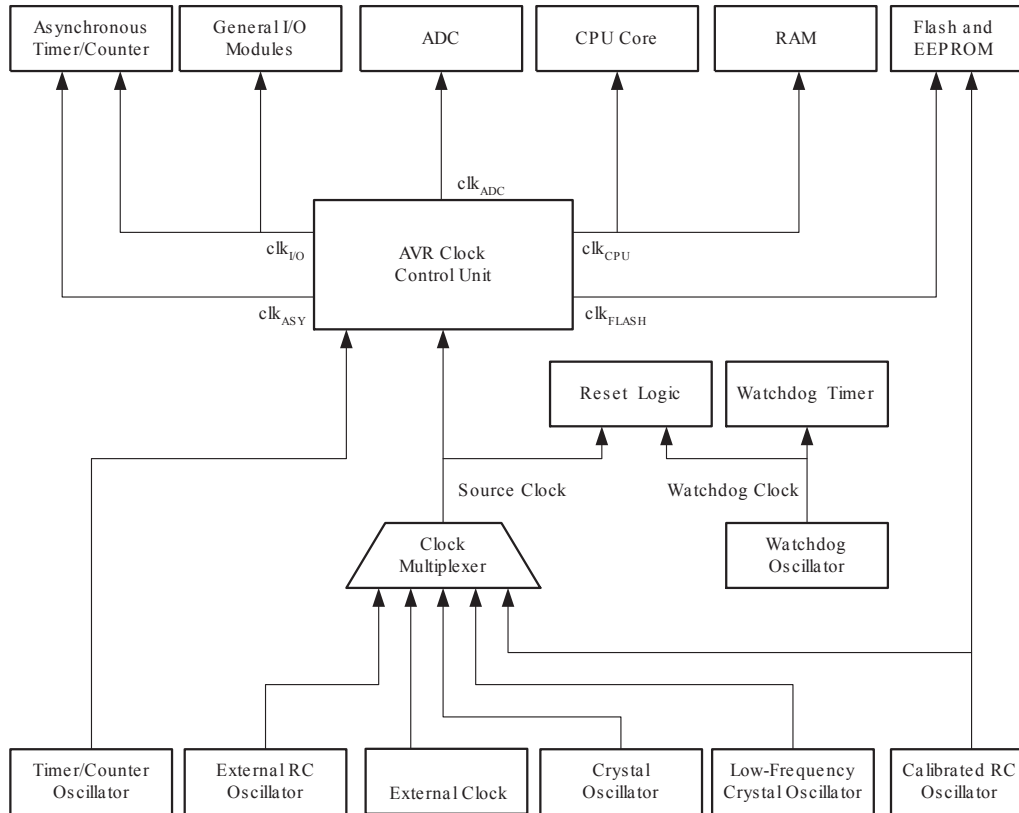 Asynchronous
Timer/Counter
General I/O
Modules
ADC
CPU Core
RAM
Flash and
EEPROM
clkADC
clkI/O
AVR Clock
Control Unit
clkCPU
clkASY
clkFLASH
Reset Logic
Watchdog Timer
Source Clock
Watchdog Clock
Clock
Multiplexer
Watchdog
Oscillator
Timer/Counter
Oscillator
External RC
Oscillator
External Clock
Crystal
Oscillator
Low-Frequency
Crystal Oscillator
Calibrated RC
Oscillator